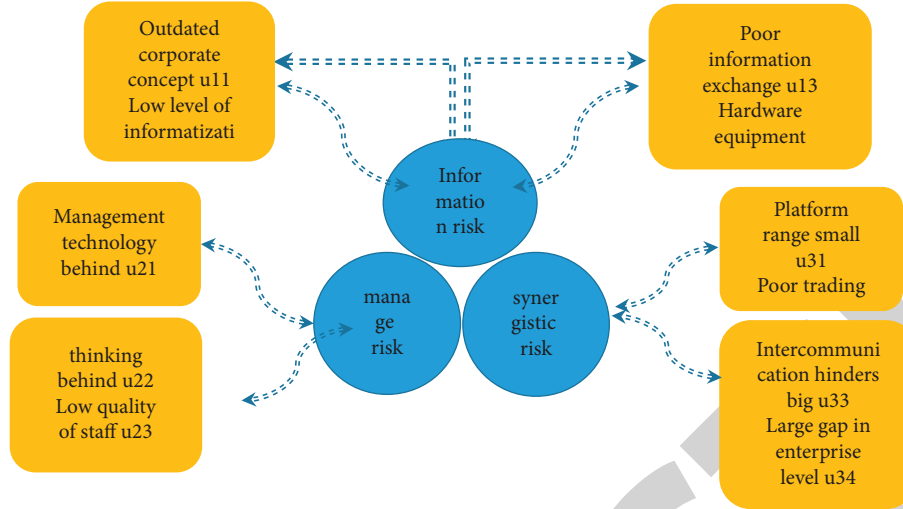 Outdated
corporate
concept u11
Low level of
informatizati
Poor
information
exchange u13
Hardware
equipment
Infor
matio
n risk
Management
technology
behind u21
Platform
range small
u31
Poor trading
mana
ge
risk
syner
gistic
risk
thinking
behind u22
Low quality
of staff u23
Intercommuni
cation hinders
big u33
Large gap in
enterprise
level u34